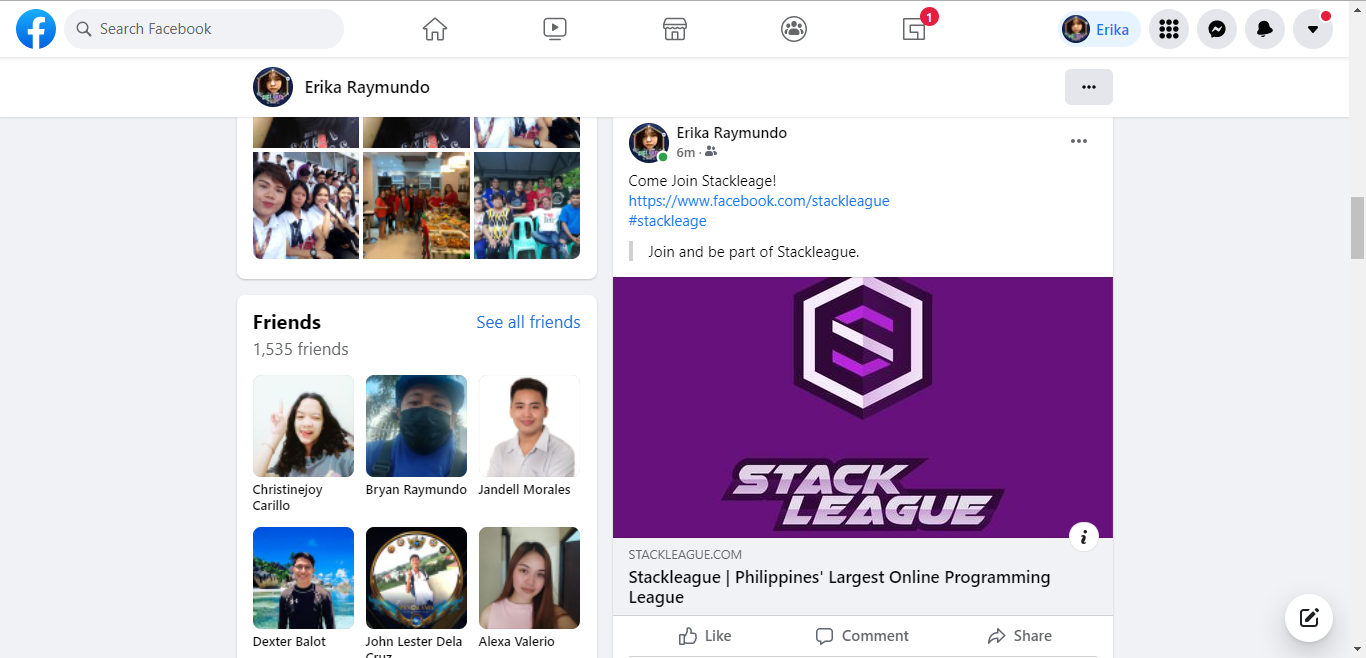 Search Facebook
1
Erika
Erika Raymundo
Erika Raymundo
6m ·
Come Join Stackleage!
https://www.facebook.com/stackleague
#stackleage
Join and be part of Stackleague.
STACK
LEAGUE
STACKLEAGUE.COM
Stackleague | Philippines' Largest Online Programming
League
Like
Comment
Share
Friends
See all friends
1,535 friends
Christinejoy
Carillo
Bryan Raymundo
Jandell Morales
Dexter Balot
John Lester Dela
Cruz
Alexa Valerio